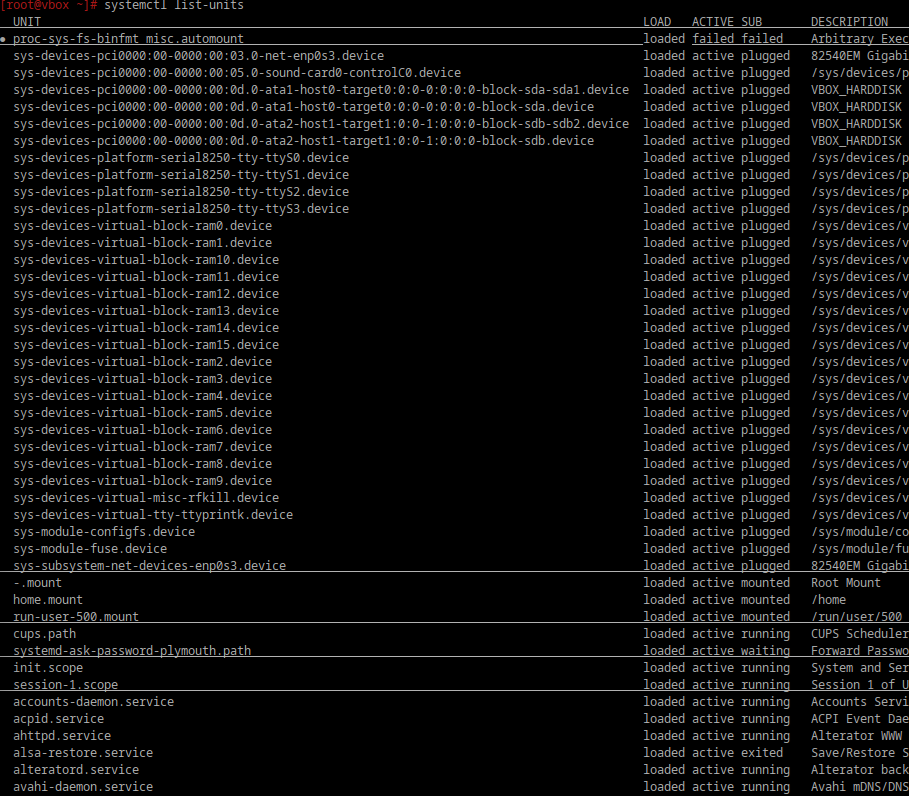 [root@vbox ~]# systemctl list-units
UNIT LOAD ACTIVE SUB DESCRIPTION
● proc-sys-fs-binfmt_misc.automount loaded failed failed Arbitrary Exec
sys-devices-pci0000:00-0000:00:03.0-net-enp0s3.device loaded active plugged 82540EM Gigabi
sys-devices-pci0000:00-0000:00:05.0-sound-card0-controlC0.device loaded active plugged /sys/devices/p
sys-devices-pci0000:00-0000:00:0d.0-ata1-host0-target0:0:0-0:0:0:0-block-sda-sda1.device loaded active plugged VBOX_HARDDISK
sys-devices-pci0000:00-0000:00:0d.0-ata1-host0-target0:0:0-0:0:0:0-block-sda.device loaded active plugged VBOX_HARDDISK
sys-devices-pci0000:00-0000:00:0d.0-ata2-host1-target1:0:0-1:0:0:0-block-sdb-sdb2.device loaded active plugged VBOX_HARDDISK
sys-devices-pci0000:00-0000:00:0d.0-ata2-host1-target1:0:0-1:0:0:0-block-sdb.device loaded active plugged VBOX_HARDDISK
sys-devices-platform-serial8250-tty-ttyS0.device loaded active plugged /sys/devices/p
sys-devices-platform-serial8250-tty-ttyS1.device loaded active plugged /sys/devices/p
sys-devices-platform-serial8250-tty-ttyS2.device loaded active plugged /sys/devices/p
sys-devices-platform-serial8250-tty-ttyS3.device loaded active plugged /sys/devices/p
sys-devices-virtual-block-ram0.device loaded active plugged /sys/devices/v
sys-devices-virtual-block-ram1.device loaded active plugged /sys/devices/v
sys-devices-virtual-block-ram10.device loaded active plugged /sys/devices/v
sys-devices-virtual-block-ram11.device loaded active plugged /sys/devices/v
sys-devices-virtual-block-ram12.device loaded active plugged /sys/devices/v
sys-devices-virtual-block-ram13.device loaded active plugged /sys/devices/v
sys-devices-virtual-block-ram14.device loaded active plugged /sys/devices/v
sys-devices-virtual-block-ram15.device loaded active plugged /sys/devices/v
sys-devices-virtual-block-ram2.device loaded active plugged /sys/devices/v
sys-devices-virtual-block-ram3.device loaded active plugged /sys/devices/v
sys-devices-virtual-block-ram4.device loaded active plugged /sys/devices/v
sys-devices-virtual-block-ram5.device loaded active plugged /sys/devices/v
sys-devices-virtual-block-ram6.device loaded active plugged /sys/devices/v
sys-devices-virtual-block-ram7.device loaded active plugged /sys/devices/v
sys-devices-virtual-block-ram8.device loaded active plugged /sys/devices/v
sys-devices-virtual-block-ram9.device loaded active plugged /sys/devices/v
sys-devices-virtual-misc-rfkill.device loaded active plugged /sys/devices/v
sys-devices-virtual-tty-ttyprintk.device loaded active plugged /sys/devices/v
sys-module-configfs.device loaded active plugged /sys/module/co
sys-module-fuse.device loaded active plugged /sys/module/fu
sys-subsystem-net-devices-enp0s3.device loaded active plugged 82540EM Gigabi
-.mount loaded active mounted Root Mount
home.mount loaded active mounted /home
run-user-500.mount loaded active mounted /run/user/500
cups.path loaded active running CUPS Scheduler
systemd-ask-password-plymouth.path loaded active waiting Forward Passwo
init.scope loaded active running System and Ser
session-1.scope loaded active running Session 1 of U
accounts-daemon.service loaded active running Accounts Servi
acpid.service loaded active running ACPI Event Dae
ahttpd.service loaded active running Alterator WWW
alsa-restore.service loaded active exited Save/Restore S
alteratord.service loaded active running Alterator back
avahi-daemon.service loaded active running Avahi mDNS/DNS